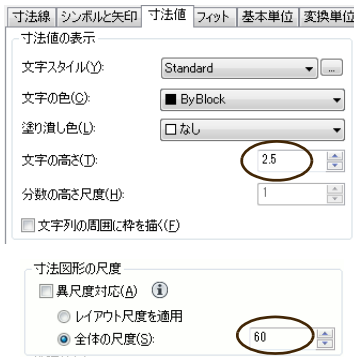 寸法線 シンボルと矢印 寸法値 フィット 基本単位 変換単位
寸法値の表示
文字スタイル(Y): Standard ...
文字の色(C): ByBlock
塗り潰し色(L): なし
文字の高さ(T): 2.5
分数の高さ尺度(H): 1
文字列の周囲に枠を描く(F)
寸法図形の尺度
異尺度対応(A) i
レイアウト尺度を適用
全体の尺度(S): 60